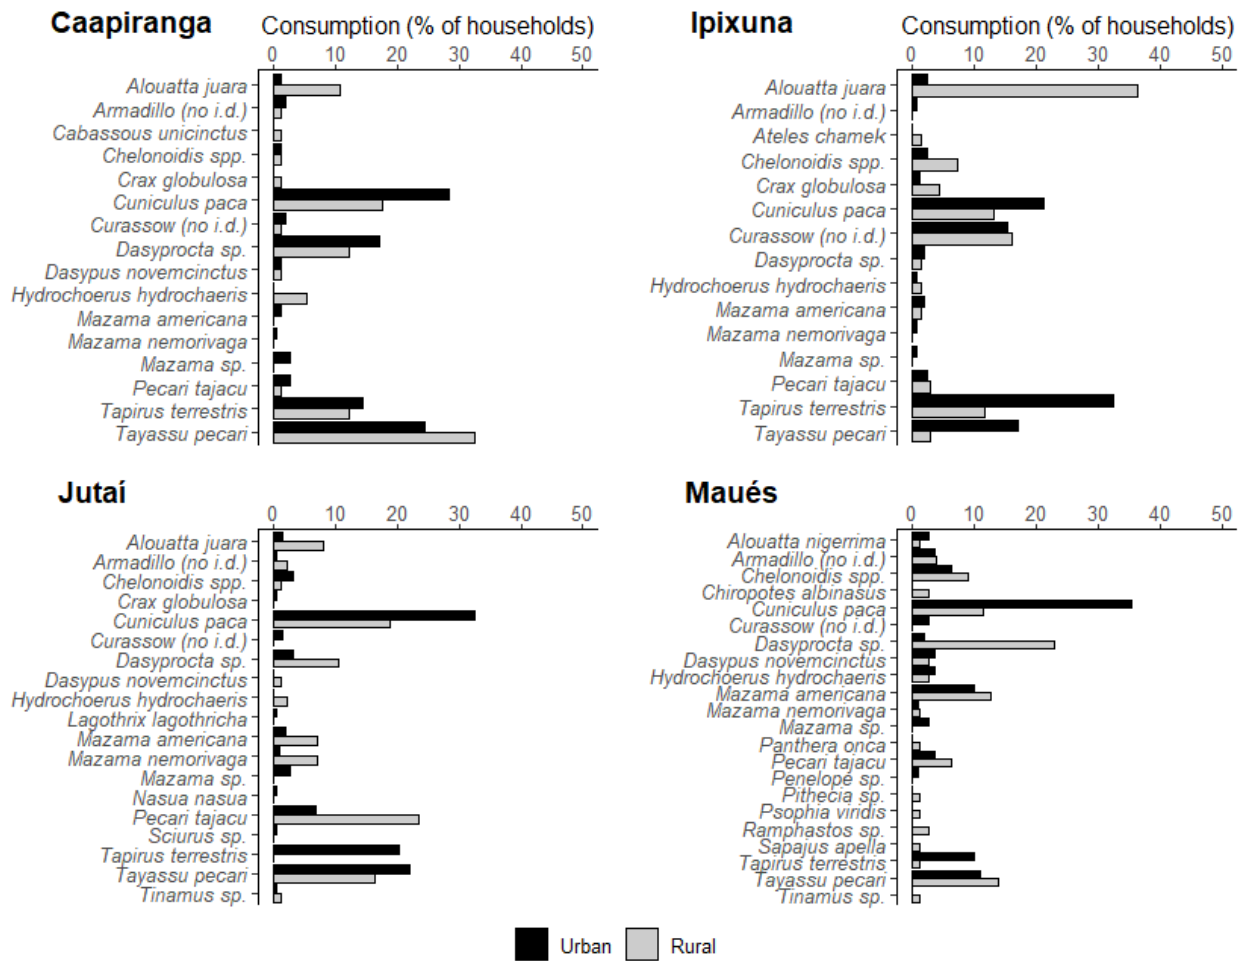 Caapiranga
Consumption (% of households)
0 10 20 30 40 50
Alouatta juara
Armadillo (no i.d.)
Cabassous unicinctus
Chelonoidis spp.
Crax globulosa
Cuniculus paca
Curassow (no i.d.)
Dasyprocta sp.
Dasypus novemcinctus
Hydrochoerus hydrochaeris
Mazama americana
Mazama nemorivaga
Mazama sp.
Pecari tajacu
Tapirus terrestris
Tayassu pecari
Ipixuna
Consumption (% of households)
0 10 20 30 40 50
Alouatta juara
Armadillo (no i.d.)
Ateles chamek
Chelonoidis spp.
Crax globulosa
Cuniculus paca
Curassow (no i.d.)
Dasyprocta sp.
Hydrochoerus hydrochaeris
Mazama americana
Mazama nemorivaga
Mazama sp.
Pecari tajacu
Tapirus terrestris
Tayassu pecari
Jutaí
0 10 20 30 40 50
Alouatta juara
Armadillo (no i.d.)
Chelonoidis spp.
Crax globulosa
Cuniculus paca
Curassow (no i.d.)
Dasyprocta sp.
Dasypus novemcinctus
Hydrochoerus hydrochaeris
Lagothrix lagothricha
Mazama americana
Mazama nemorivaga
Mazama sp.
Nasua nasua
Pecari tajacu
Sciurus sp.
Tapirus terrestris
Tayassu pecari
Tinamus sp.
Maués
0 10 20 30 40 50
Alouatta nigerrima
Armadillo (no i.d.)
Chelonoidis spp.
Chiropotes albinasus
Cuniculus paca
Curassow (no i.d.)
Dasyprocta sp.
Dasypus novemcinctus
Hydrochoerus hydrochaeris
Mazama americana
Mazama nemorivaga
Mazama sp.
Panthera onca
Pecari tajacu
Penelope sp.
Pithecia sp.
Psophia viridis
Ramphastos sp.
Sapajus apella
Tapirus terrestris
Tayassu pecari
Tinamus sp.
Urban Rural